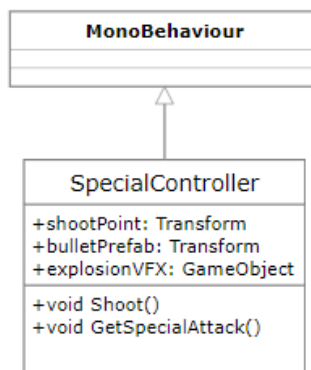 MonoBehaviour
SpecialController
+shootPoint: Transform
+bulletPrefab: Transform
+explosionVFX: GameObject
+void Shoot()
+void GetSpecialAttack()